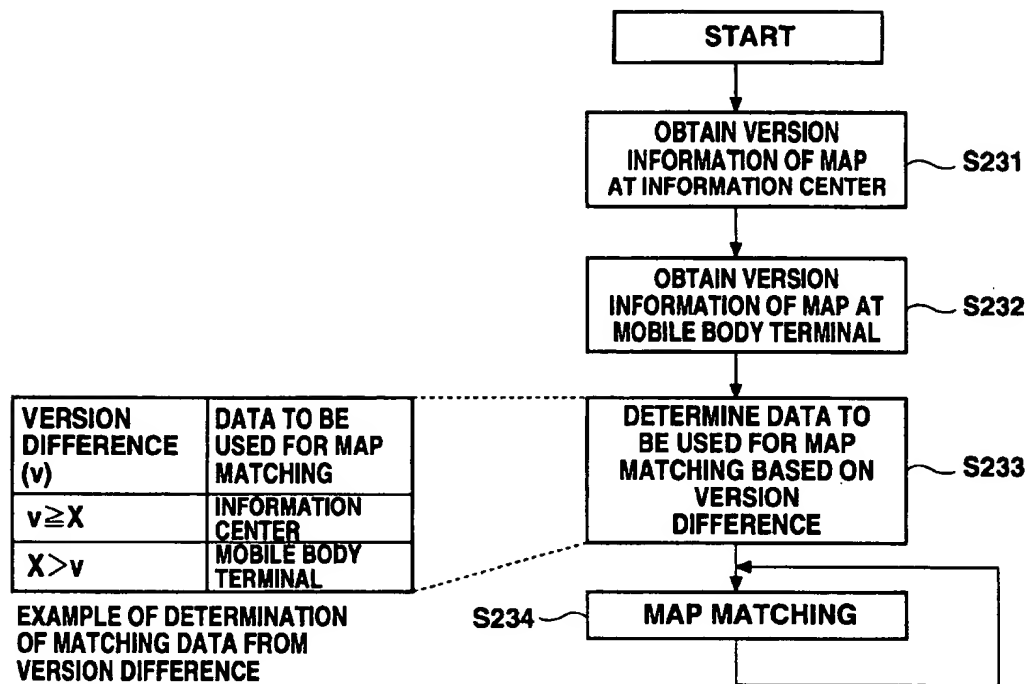 START
OBTAIN VERSION
INFORMATION OF MAP
AT INFORMATION CENTER
S231
OBTAIN VERSION
INFORMATION OF MAP AT
MOBILE BODY TERMINAL
S232
VERSION
DIFFERENCE
(v)
DATA TO BE
USED FOR MAP
MATCHING
v≧X
INFORMATION
CENTER
X>v
MOBILE BODY
TERMINAL
EXAMPLE OF DETERMINATION
OF MATCHING DATA FROM
VERSION DIFFERENCE
DETERMINE DATA TO
BE USED FOR MAP
MATCHING BASED ON
VERSION
DIFFERENCE
S233
S234
MAP MATCHING